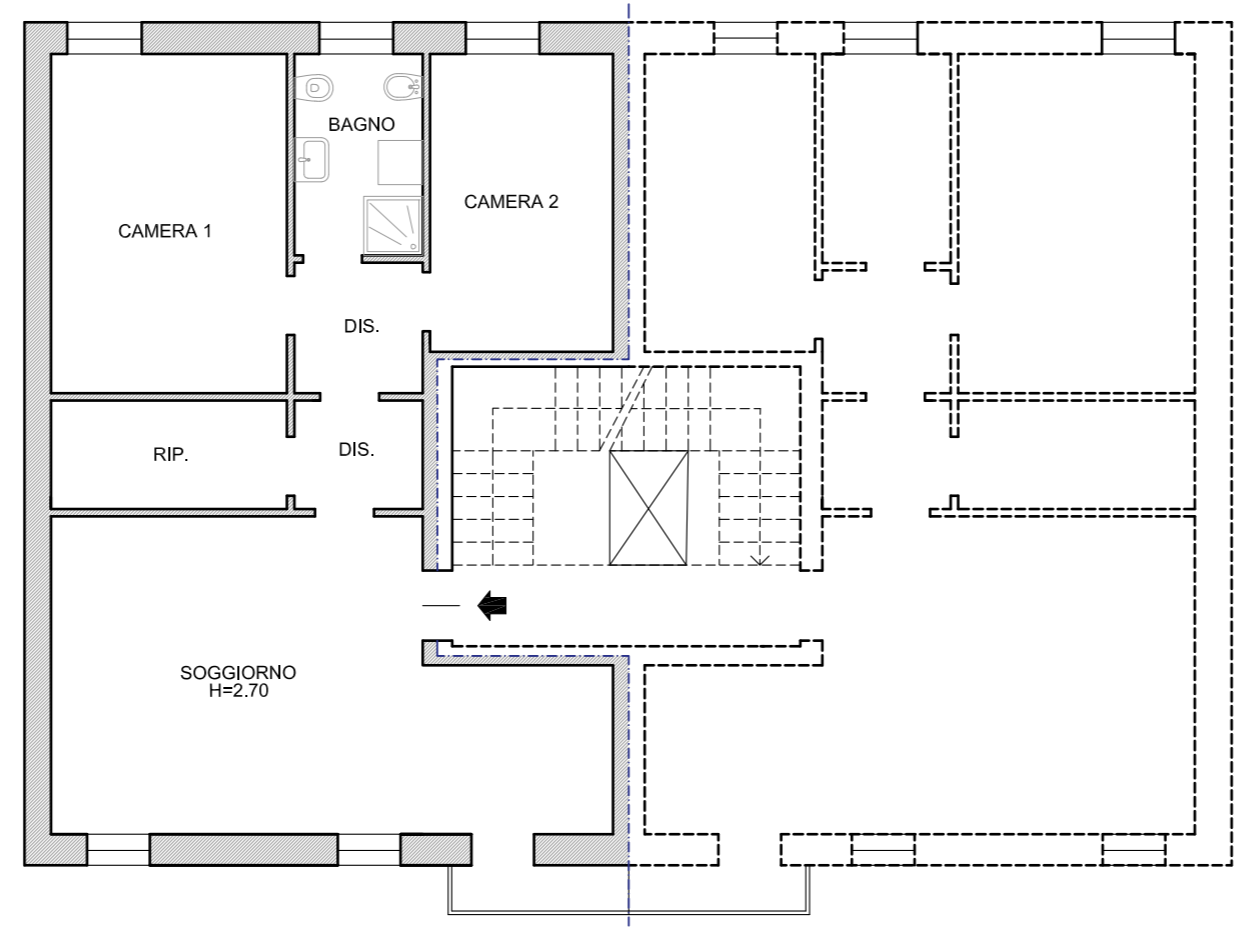 BAGNO
CAMERA 2
CAMERA 1
DIS.
DIS.
RIP.
SOGGIORNO
H=2.70